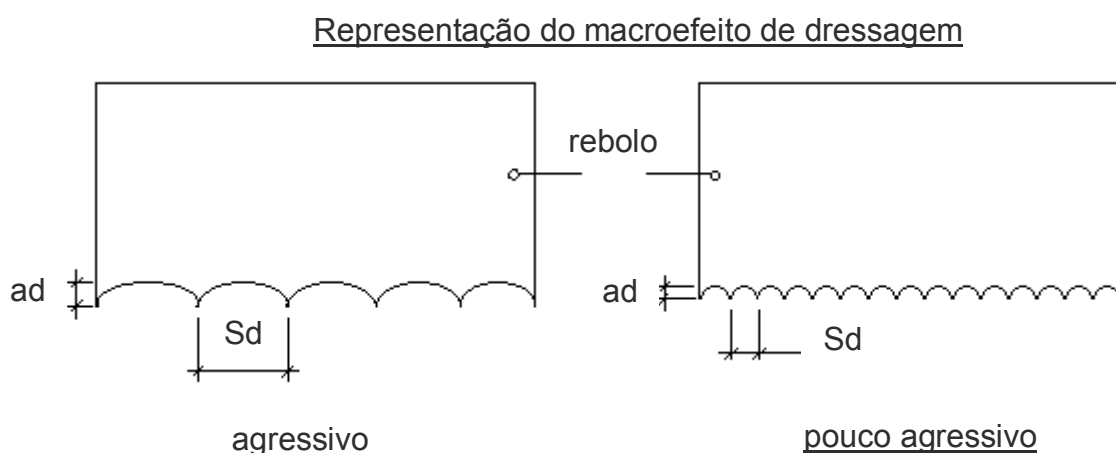 Representação do macroefeito de dressagem
rebolo
ad
ad
Sd
Sd
agressivo
pouco agressivo